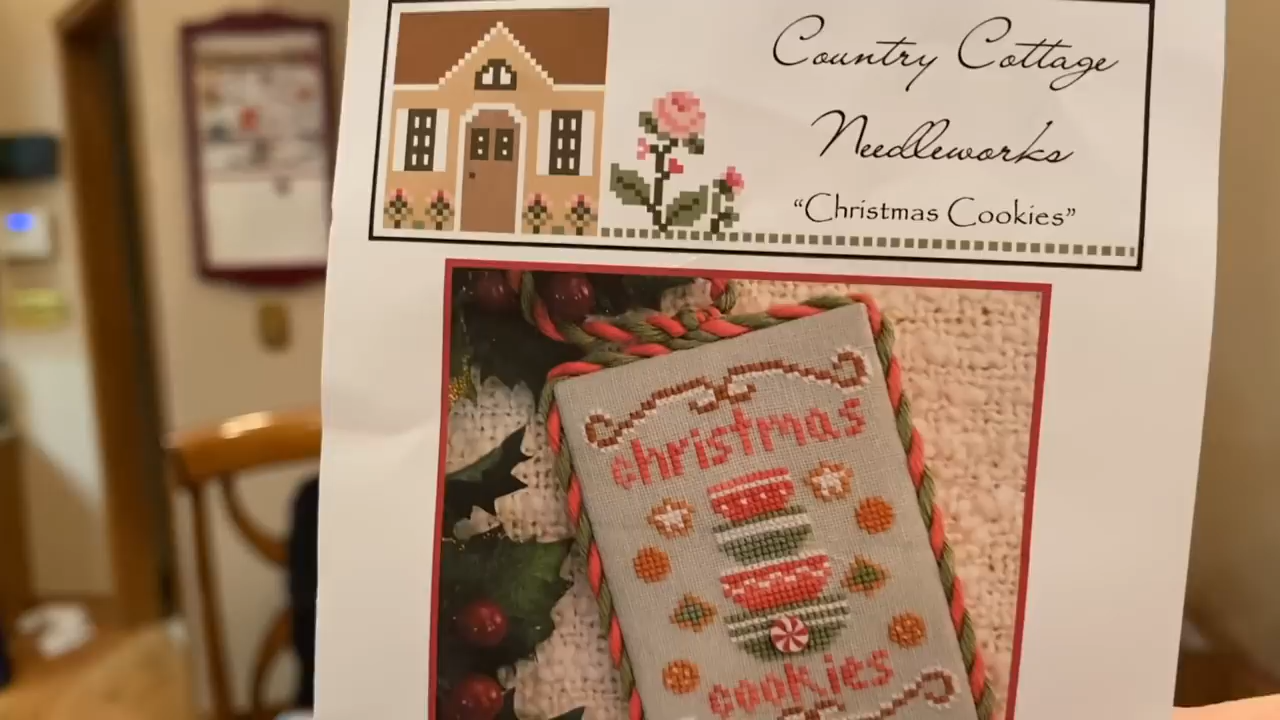 Country Cottage
Needleworks
“Christmas Cookies”
christmas
cookies